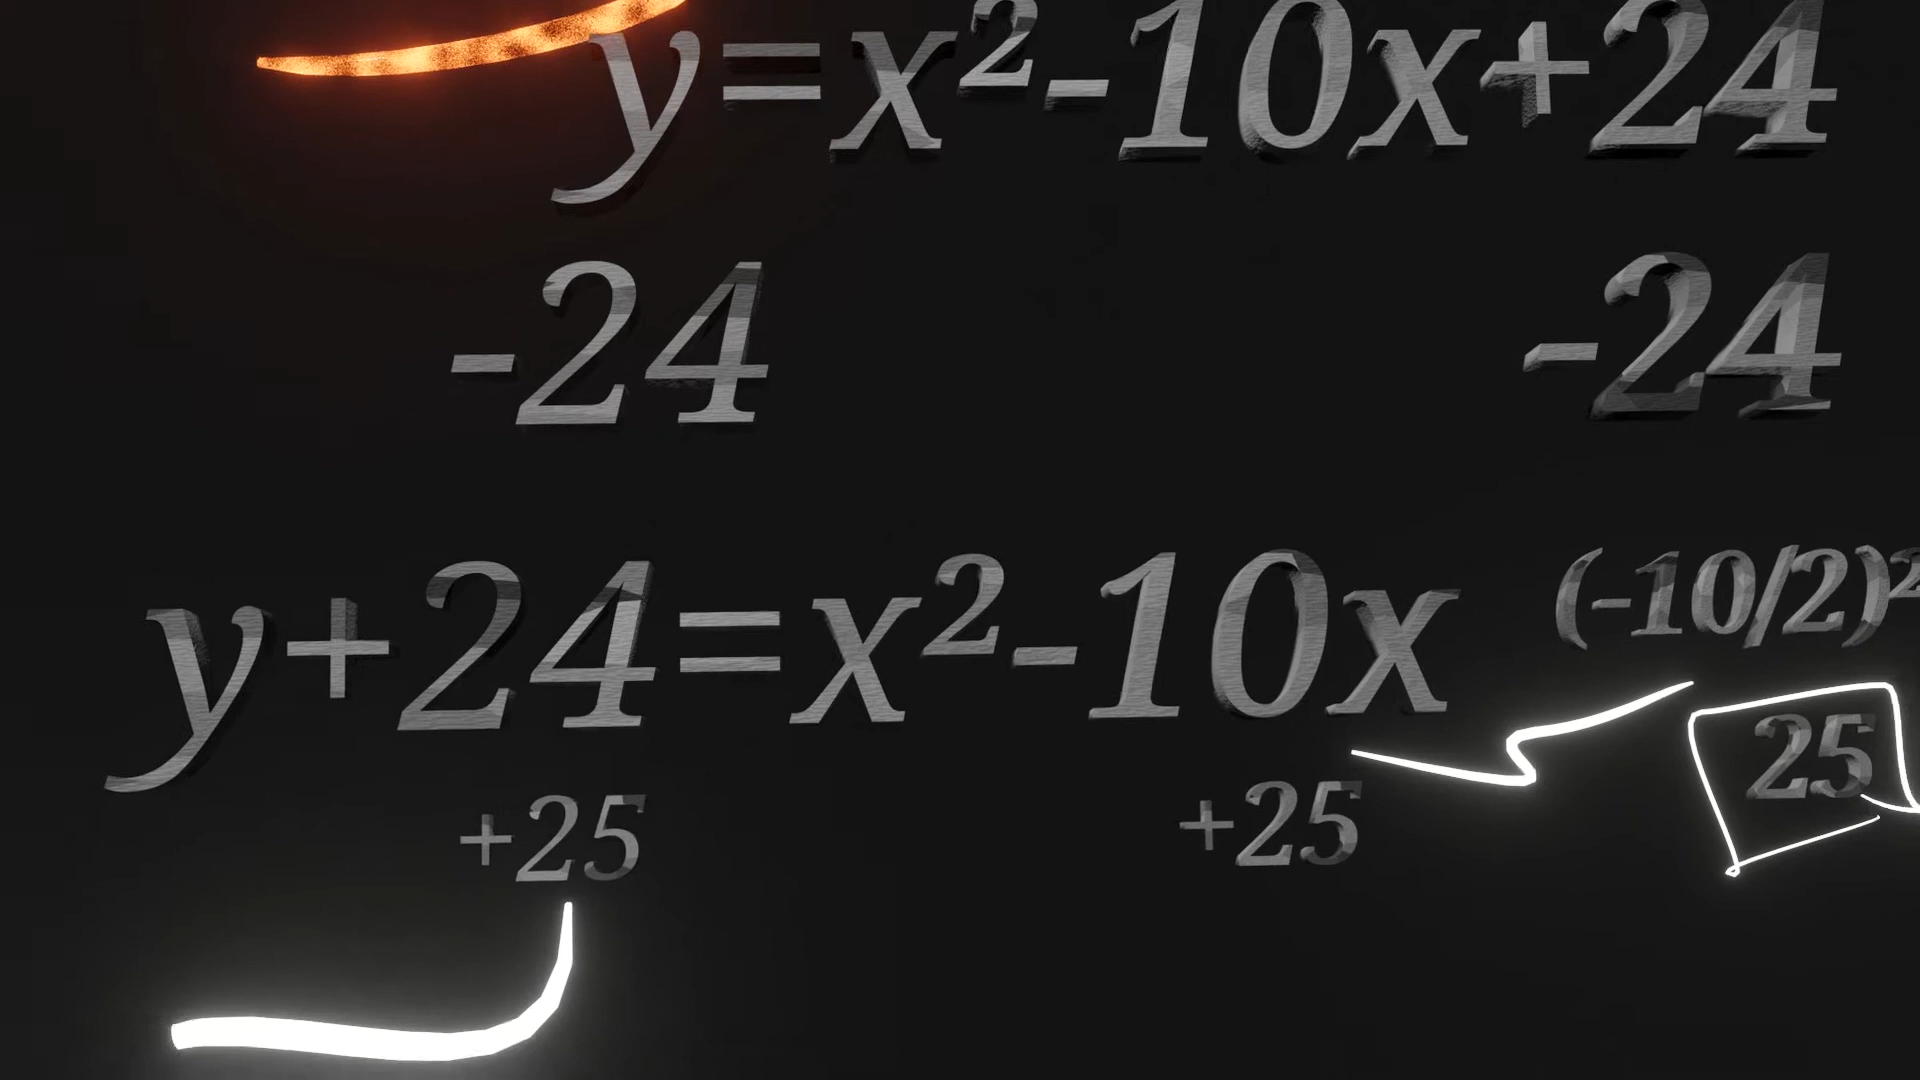 y=x²-10x+24
-24 -24
y+24=x²-10x (-10/2)²
25
+25 +25